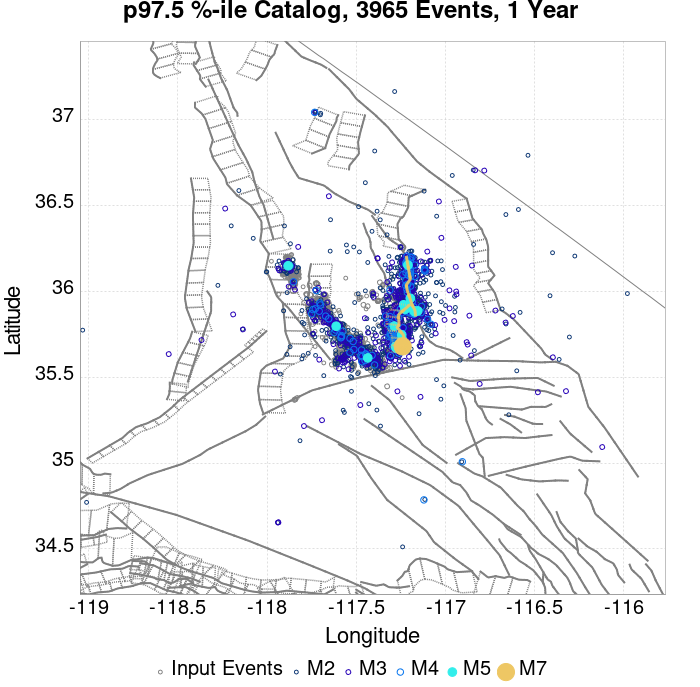 p97.5 %-ile Catalog, 3965 Events, 1 Year
37
36.5
36
35.5
35
34.5
Latitude
-119 -118.5 -118 -117.5 -117 -116.5 -116
Longitude
Input Events M2 M3 M4 M5 M7